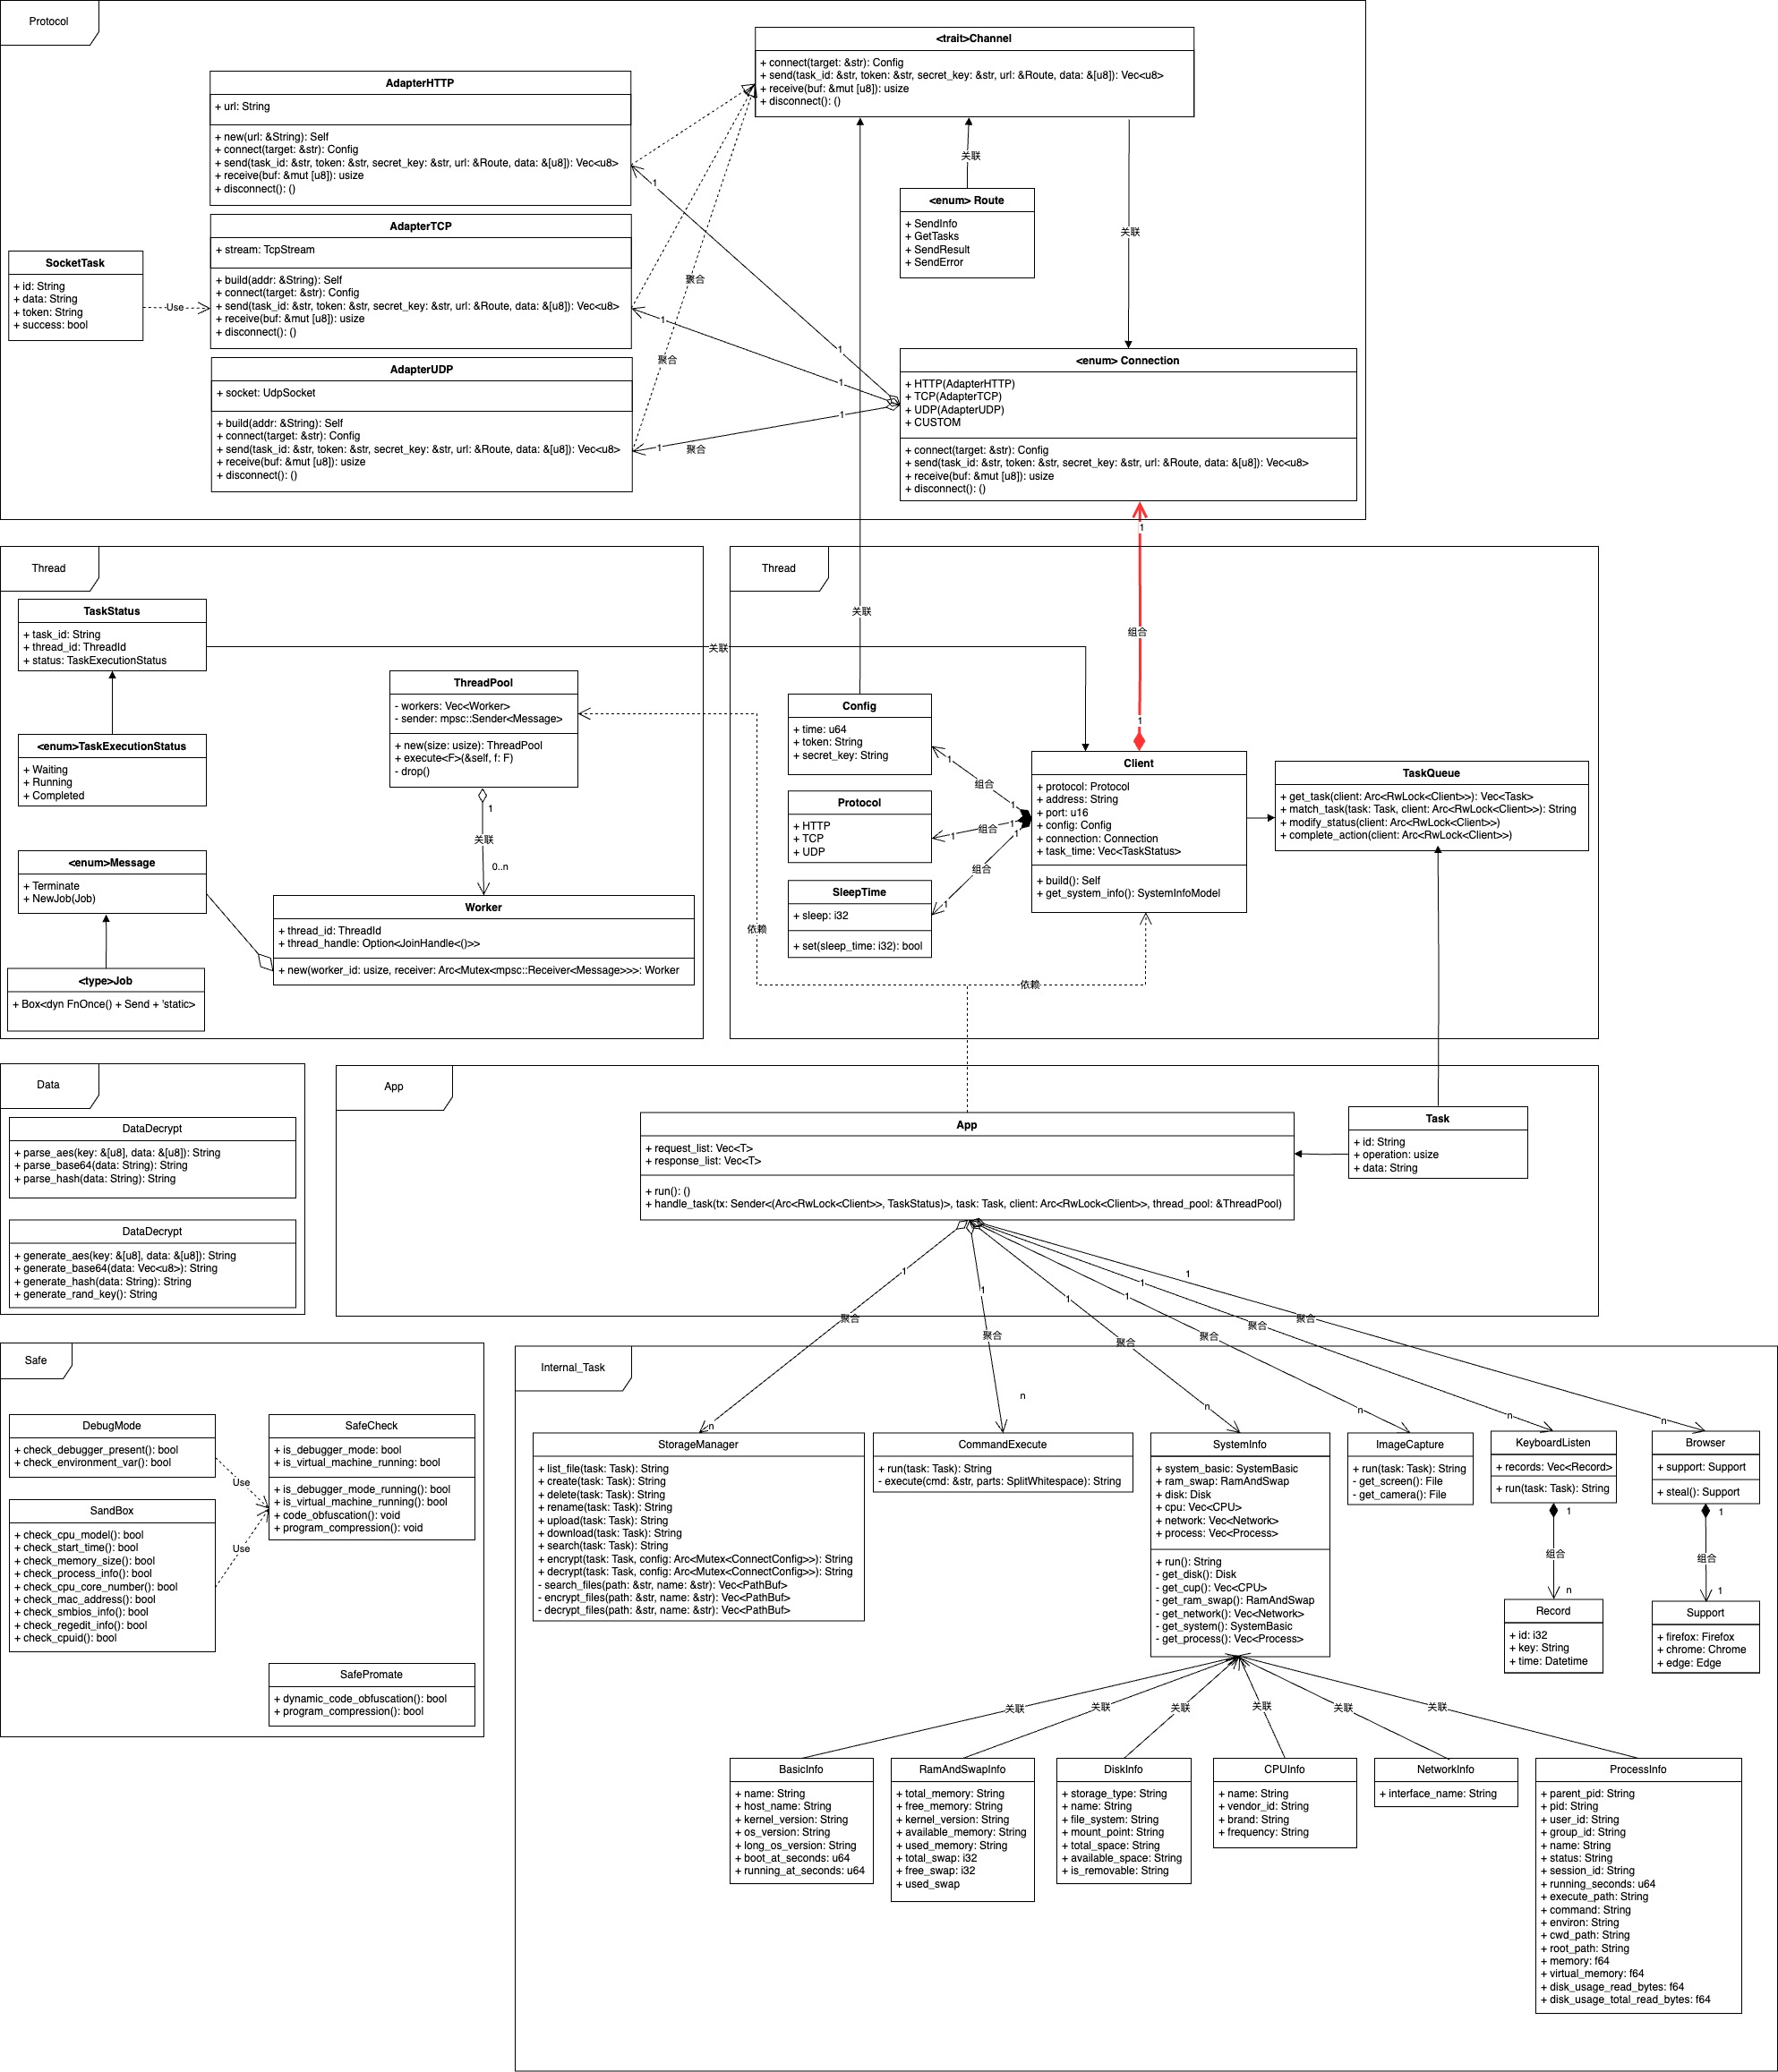 Protocol
<trait>Channel
+ connect(target: &str): Config
+ send(task_id: &str, token: &str, secret_key: &str, url: &Route, data: &[u8]): Vec<u8>
+ receive(buf: &mut [u8]): usize
+ disconnect(): ()
AdapterHTTP
+ url: String
+ new(url: &String): Self
+ connect(target: &str): Config
+ send(task_id: &str, token: &str, secret_key: &str, url: &Route, data: &[u8]): Vec<u8>
+ receive(buf: &mut [u8]): usize
+ disconnect(): ()
1
关联
<enum> Route
+ SendInfo
+ GetTasks
+ SendResult
+ SendError
关联
AdapterTCP
+ stream: TcpStream
+ build(addr: &String): Self
+ connect(target: &str): Config
+ send(task_id: &str, token: &str, secret_key: &str, url: &Route, data: &[u8]): Vec<u8>
+ receive(buf: &mut [u8]): usize
+ disconnect(): ()
SocketTask
+ id: String
+ data: String
+ token: String
+ success: bool
Use
聚合
1
1
聚合
1
1
1
聚合
AdapterUDP
+ socket: UdpSocket
+ build(addr: &String): Self
+ connect(target: &str): Config
+ send(task_id: &str, token: &str, secret_key: &str, url: &Route, data: &[u8]): Vec<u8>
+ receive(buf: &mut [u8]): usize
+ disconnect(): ()
<enum> Connection
+ HTTP(AdapterHTTP)
+ TCP(AdapterTCP)
+ UDP(AdapterUDP)
+ CUSTOM
+ connect(target: &str): Config
+ send(task_id: &str, token: &str, secret_key: &str, url: &Route, data: &[u8]): Vec<u8>
+ receive(buf: &mut [u8]): usize
+ disconnect(): ()
1
组合
1
关联
Thread
TaskStatus
+ task_id: String
+ thread_id: ThreadId
+ status: TaskExecutionStatus
关联
<enum>TaskExecutionStatus
+ Waiting
+ Running
+ Completed
ThreadPool
- workers: Vec<Worker>
- sender: mpsc::Sender<Message>
+ new(size: usize): ThreadPool
+ execute<F>(&self, f: F)
- drop()
1
关联
0..n
<enum>Message
+ Terminate
+ NewJob(Job)
Worker
+ thread_id: ThreadId
+ thread_handle: Option<JoinHandle<()>>
+ new(worker_id: usize, receiver: Arc<Mutex<mpsc::Receiver<Message>>>): Worker
<type>Job
+ Box<dyn FnOnce() + Send + 'static>
Thread
Config
+ time: u64
+ token: String
+ secret_key: String
Protocol
+ HTTP
+ TCP
+ UDP
SleepTime
+ sleep: i32
+ set(sleep_time: i32): bool
1
组合
1
1
组合
1
1
组合
1
Client
+ protocol: Protocol
+ address: String
+ port: u16
+ config: Config
+ connection: Connection
+ task_time: Vec<TaskStatus>
+ build(): Self
+ get_system_info(): SystemInfoModel
TaskQueue
+ get_task(client: Arc<RwLock<Client>>): Vec<Task>
+ match_task(task: Task, client: Arc<RwLock<Client>>): String
+ modify_status(client: Arc<RwLock<Client>>)
+ complete_action(client: Arc<RwLock<Client>>)
依赖
依赖
Data
DataDecrypt
+ parse_aes(key: &[u8], data: &[u8]): String
+ parse_base64(data: String): String
+ parse_hash(data: String): String
DataDecrypt
+ generate_aes(key: &[u8], data: &[u8]): String
+ generate_base64(data: Vec<u8>): String
+ generate_hash(data: String): String
+ generate_rand_key(): String
App
App
+ request_list: Vec<T>
+ response_list: Vec<T>
+ run(): ()
+ handle_task(tx: Sender<(Arc<RwLock<Client>>, TaskStatus)>, task: Task, client: Arc<RwLock<Client>>, thread_pool: &ThreadPool)
Task
+ id: String
+ operation: usize
+ data: String
1
1
1
1
1
1
聚合
聚合
聚合
聚合
聚合
聚合
n
n
n
n
n
n
Safe
DebugMode
+ check_debugger_present(): bool
+ check_environment_var(): bool
Use
SafeCheck
+ is_debugger_mode: bool
+ is_virtual_machine_running: bool
+ is_debugger_mode_running(): bool
+ is_virtual_machine_running(): bool
+ code_obfuscation(): void
+ program_compression(): void
SandBox
+ check_cpu_model(): bool
+ check_start_time(): bool
+ check_memory_size(): bool
+ check_process_info(): bool
+ check_cpu_core_number(): bool
+ check_mac_address(): bool
+ check_smbios_info(): bool
+ check_regedit_info(): bool
+ check_cpuid(): bool
Use
SafePromate
+ dynamic_code_obfuscation(): bool
+ program_compression(): bool
Internal_Task
StorageManager
+ list_file(task: Task): String
+ create(task: Task): String
+ delete(task: Task): String
+ rename(task: Task): String
+ upload(task: Task): String
+ download(task: Task): String
+ search(task: Task): String
+ encrypt(task: Task, config: Arc<Mutex<ConnectConfig>>): String
+ decrypt(task: Task, config: Arc<Mutex<ConnectConfig>>): String
- search_files(path: &str, name: &str): Vec<PathBuf>
- encrypt_files(path: &str, name: &str): Vec<PathBuf>
- decrypt_files(path: &str, name: &str): Vec<PathBuf>
CommandExecute
+ run(task: Task): String
- execute(cmd: &str, parts: SplitWhitespace): String
SystemInfo
+ system_basic: SystemBasic
+ ram_swap: RamAndSwap
+ disk: Disk
+ cpu: Vec<CPU>
+ network: Vec<Network>
+ process: Vec<Process>
+ run(): String
- get_disk(): Disk
- get_cup(): Vec<CPU>
- get_ram_swap(): RamAndSwap
- get_network(): Vec<Network>
- get_system(): SystemBasic
- get_process(): Vec<Process>
ImageCapture
+ run(task: Task): String
- get_screen(): File
- get_camera(): File
KeyboardListen
+ records: Vec<Record>
+ run(task: Task): String
1
组合
n
Record
+ id: i32
+ key: String
+ time: Datetime
Browser
+ support: Support
+ steal(): Support
1
组合
1
Support
+ firefox: Firefox
+ chrome: Chrome
+ edge: Edge
关联
关联
关联
关联
关联
关联
BasicInfo
+ name: String
+ host_name: String
+ kernel_version: String
+ os_version: String
+ long_os_version: String
+ boot_at_seconds: u64
+ running_at_seconds: u64
RamAndSwapInfo
+ total_memory: String
+ free_memory: String
+ kernel_version: String
+ available_memory: String
+ used_memory: String
+ total_swap: i32
+ free_swap: i32
+ used_swap
DiskInfo
+ storage_type: String
+ name: String
+ file_system: String
+ mount_point: String
+ total_space: String
+ available_space: String
+ is_removable: String
CPUInfo
+ name: String
+ vendor_id: String
+ brand: String
+ frequency: String
NetworkInfo
+ interface_name: String
ProcessInfo
+ parent_pid: String
+ pid: String
+ user_id: String
+ group_id: String
+ name: String
+ status: String
+ session_id: String
+ running_seconds: u64
+ execute_path: String
+ command: String
+ environ: String
+ cwd_path: String
+ root_path: String
+ memory: f64
+ virtual_memory: f64
+ disk_usage_read_bytes: f64
+ disk_usage_total_read_bytes: f64